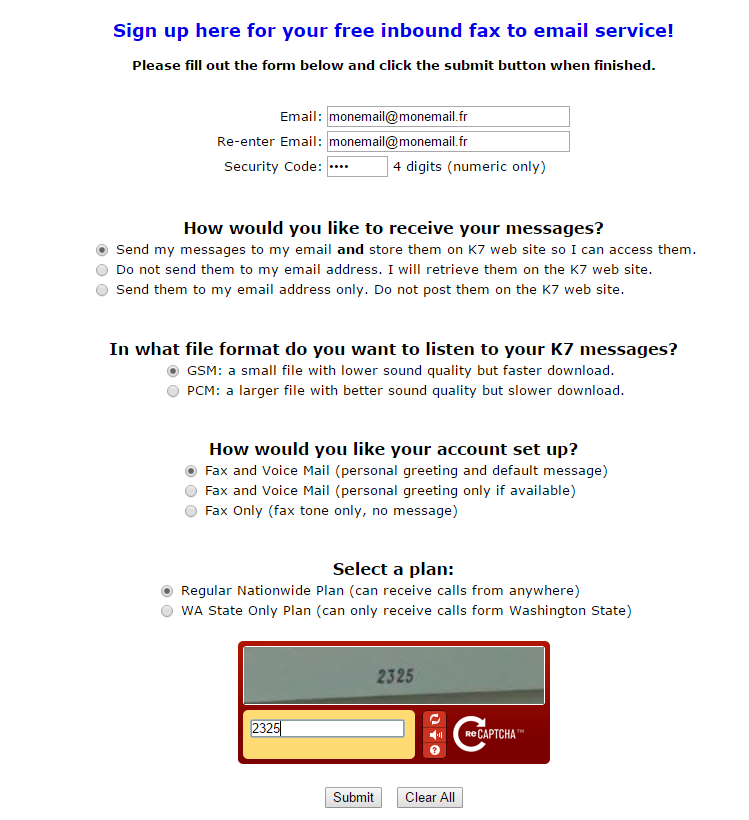 Sign up here for your free inbound fax to email service!
Please fill out the form below and click the submit button when finished.
Email: monemail@monemail.fr
Re-enter Email: monemail@monemail.fr
Security Code: •••• 4 digits (numeric only)
How would you like to receive your messages?
Send my messages to my email and store them on K7 web site so I can access them.
Do not send them to my email address. I will retrieve them on the K7 web site.
Send them to my email address only. Do not post them on the K7 web site.
In what file format do you want to listen to your K7 messages?
GSM: a small file with lower sound quality but faster download.
PCM: a larger file with better sound quality but slower download.
How would you like your account set up?
Fax and Voice Mail (personal greeting and default message)
Fax and Voice Mail (personal greeting only if available)
Fax Only (fax tone only, no message)
Select a plan:
Regular Nationwide Plan (can receive calls from anywhere)
WA State Only Plan (can only receive calls form Washington State)
2325
2325
reCAPTCHA™
Submit Clear All